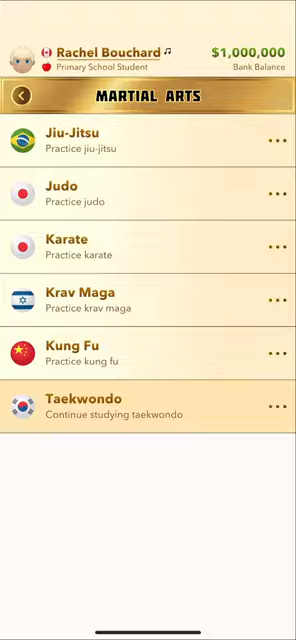 Rachel Bouchard
$1,000,000
Primary School Student
Bank Balance
MARTIAL ARTS
Jiu-Jitsu
Practice jiu-jitsu
Judo
Practice judo
Karate
Practice karate
Krav Maga
Practice krav maga
Kung Fu
Practice kung fu
Taekwondo
Continue studying taekwondo